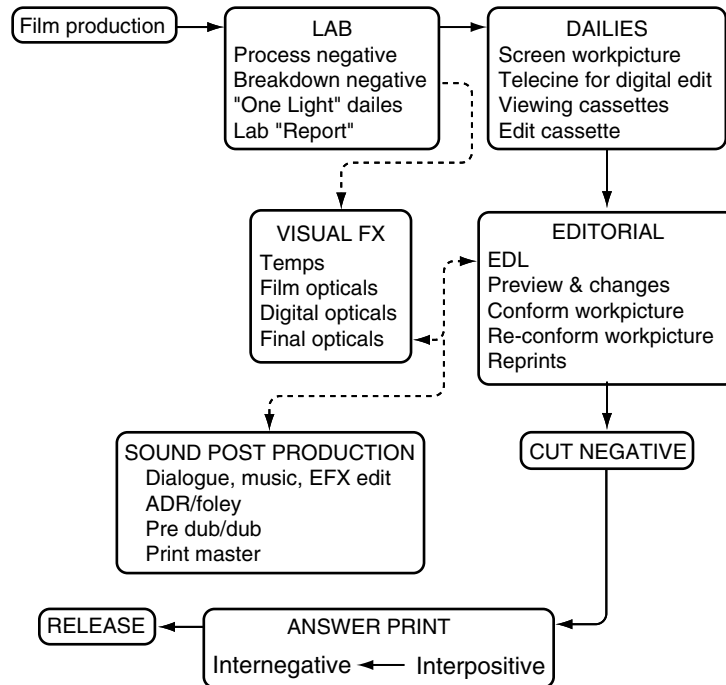 Film production
LAB
Process negative
Breakdown negative
"One Light" dailes
Lab "Report"
DAILIES
Screen workpicture
Telecine for digital edit
Viewing cassettes
Edit cassette
VISUAL FX
Temps
Film opticals
Digital opticals
Final opticals
EDITORIAL
EDL
Preview & changes
Conform workpicture
Re-conform workpicture
Reprints
SOUND POST PRODUCTION
Dialogue, music, EFX edit
ADR/foley
Pre dub/dub
Print master
CUT NEGATIVE
RELEASE
ANSWER PRINT
Internegative
Interpositive